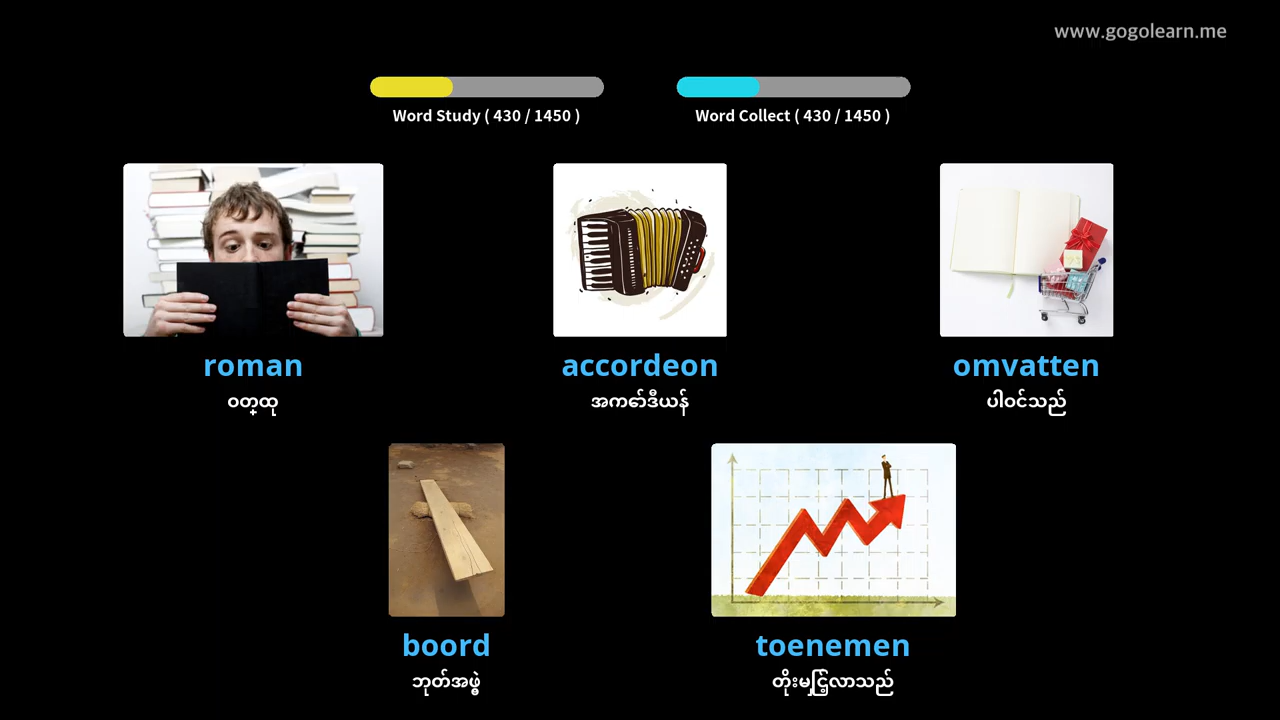 www.gogolearn.me
Word Study ( 430 / 1450 )
Word Collect ( 430 / 1450 )
roman
ဝတ္ထု
accordeon
အကော်ဒီယန်
omvatten
ပါဝင်သည်
boord
ဘုတ်အဖွဲ့
toenemen
တိုးမြှင့်လာသည်